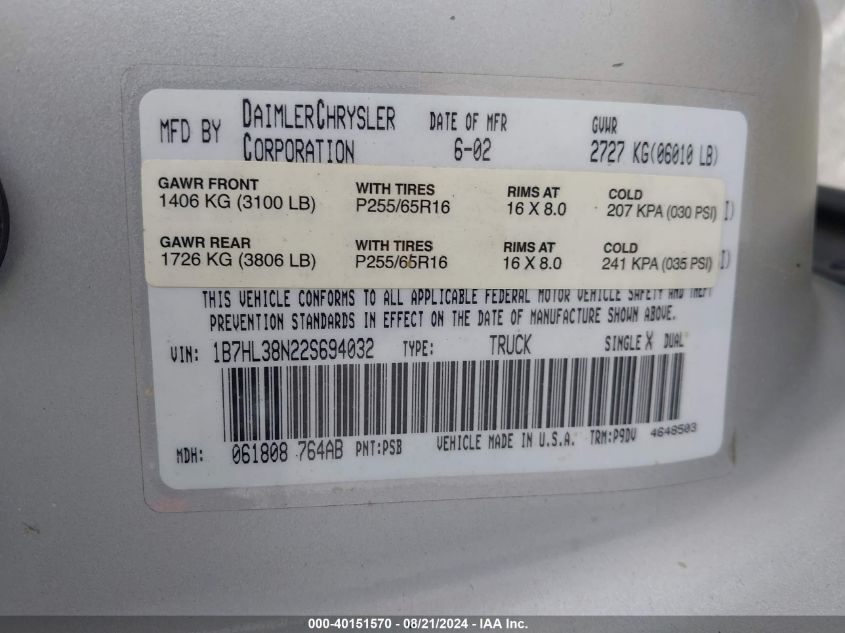 MFD BY DAIMLERCHRYSLER CORPORATION DATE OF MFR 6-02 GVWR 2727 KG(06010 LB)
GAWR FRONT WITH TIRES RIMS AT COLD
1406 KG (3100 LB) P255/65R16 16 X 8.0 207 KPA (030 PSI) I)
GAWR REAR WITH TIRES RIMS AT COLD
1726 KG (3806 LB) P255/65R16 16 X 8.0 241 KPA (035 PSI) I)
THIS VEHICLE CONFORMS TO ALL APPLICABLE FEDERAL MOTOR VEHICLE SAFETY AND THEFT
PREVENTION STANDARDS IN EFFECT ON THE DATE OF MANUFACTURE SHOWN ABOVE.
VIN: 1B7HL38N22S694032 TYPE: TRUCK SINGLE X DUAL
MDH: 061808 764AB PNT:PSB VEHICLE MADE IN U.S.A. TRM:P9DV 4648503
000-40151570 - 08/21/2024 - IAA Inc.